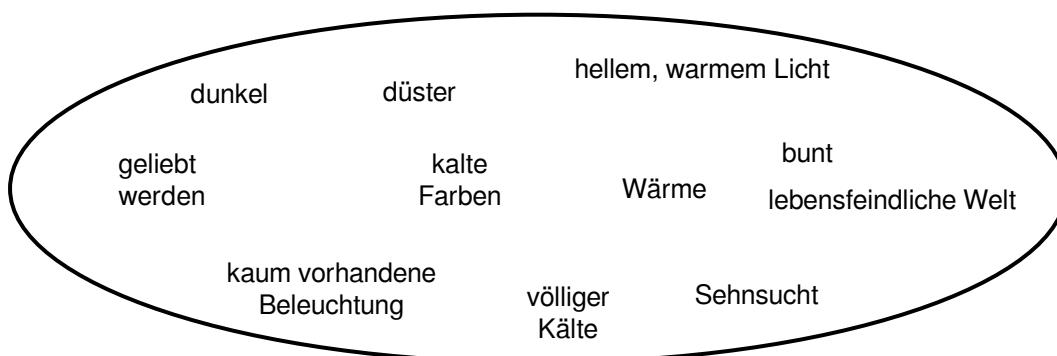 hellem, warmem Licht
dunkel
düster
bunt
geliebt
werden
kalte
Farben
Wärme
lebensfeindliche Welt
kaum vorhandene
Beleuchtung
völliger
Kälte
Sehnsucht